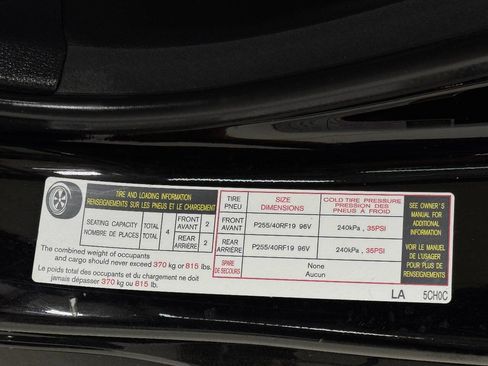 TIRE AND LOADING INFORMATION
RENSEIGNEMENTS SUR LES PNEUS ET LE CHARGEMENT
SEATING CAPACITY
NOMBRE DE PLACES
TOTAL
TOTAL
4
FRONT
AVANT
2
REAR
ARRIÈRE
2
The combined weight of occupants
and cargo should never exceed 370 kg or 815 lbs.
Le poids total des occupants et du chargement ne doit
jamais dépasser 370 kg ou 815 lb.
TIRE
PNEU
SIZE
DIMENSIONS
COLD TIRE PRESSURE
PRESSION DES
PNEUS À FROID
FRONT
AVANT
P255/40RF19 96V
240kPa , 35PSI
REAR
ARRIÈRE
P255/40RF19 96V
240kPa , 35PSI
SPARE
DE SECOURS
None
Aucun
SEE OWNER'S
MANUAL FOR
ADDITIONAL
INFORMATION
VOIR LE MANUEL
DE L'USAGER
POUR PLUS DE
RENSEIGNEMENTS
LA 5CH0C